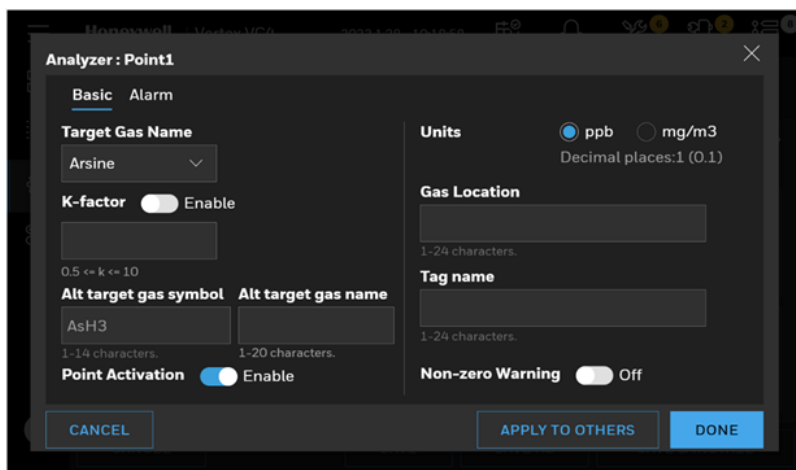 Honeywell | Vortex VC4
Analyzer : Point1
Basic Alarm
Target Gas Name
Arsine
K-factor Enable
0.5 <= k <= 10
Alt target gas symbol Alt target gas name
AsH3
1-14 characters. 1-20 characters.
Point Activation Enable
Units ppb mg/m3
Decimal places:1 (0.1)
Gas Location
1-24 characters.
Tag name
1-24 characters.
Non-zero Warning Off
CANCEL APPLY TO OTHERS DONE